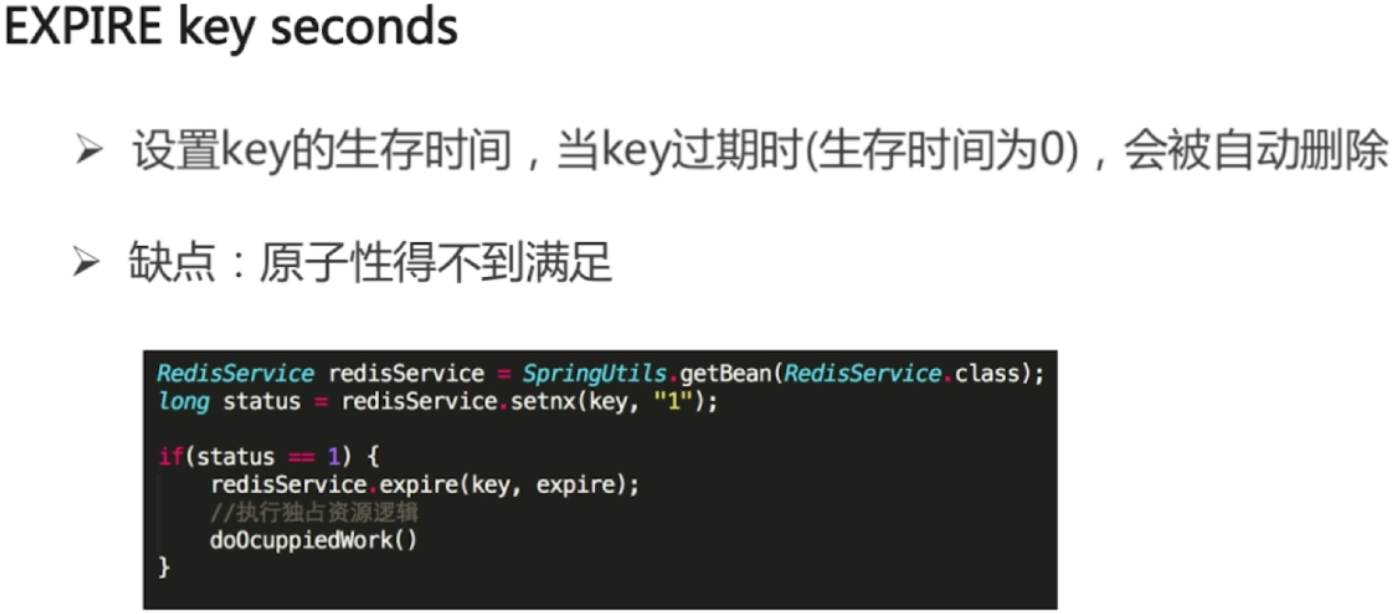 EXPIRE key seconds
➢ 设置key的生存时间，当key过期时(生存时间为0)，会被自动删除
➢ 缺点：原子性得不到满足
RedisService redisService = SpringUtils.getBean(RedisService.class);
long status = redisService.setnx(key, "1");
if(status == 1) {
redisService.expire(key, expire);
//执行独占资源逻辑
doOcuppiedWork()
}